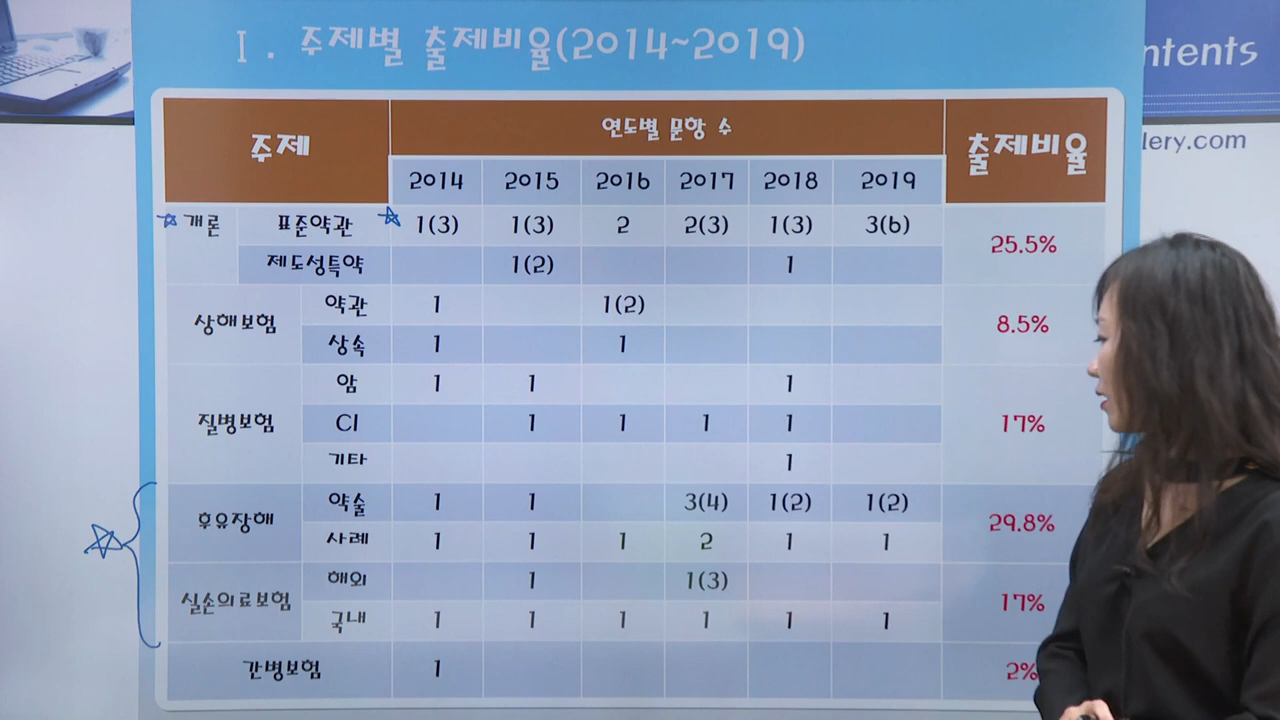 Ⅰ. 주제별 출제비율(2014~2019)
ntents
lery.com
주제 연도별 문항 수 출제비율
2014 2015 2016 2017 2018 2019
개론 표준약관 1(3) 1(3) 2 2(3) 1(3) 3(6) 25.5%
제도성특약 1(2) 1
상해보험 약관 1 1(2) 8.5%
상속 1 1
질병보험 암 1 1 1 17%
CI 1 1 1 1
기타 1
후유장해 약술 1 1 3(4) 1(2) 1(2) 29.8%
사례 1 1 1 2 1 1
실손의료보험 해외 1 1(3) 17%
국내 1 1 1 1 1 1
간병보험 1 2%